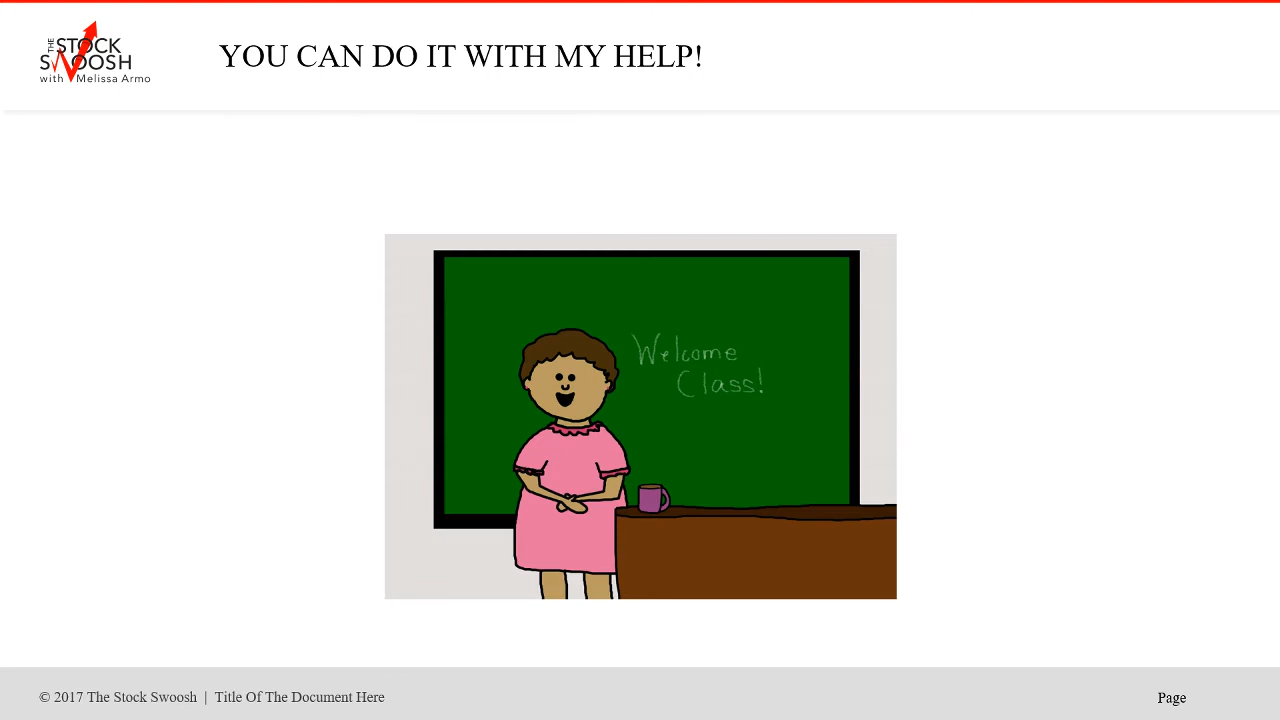 THE STOCK
SWOOSH
with Melissa Armo
YOU CAN DO IT WITH MY HELP!
Welcome
Class!
© 2017 The Stock Swoosh | Title Of The Document Here
Page